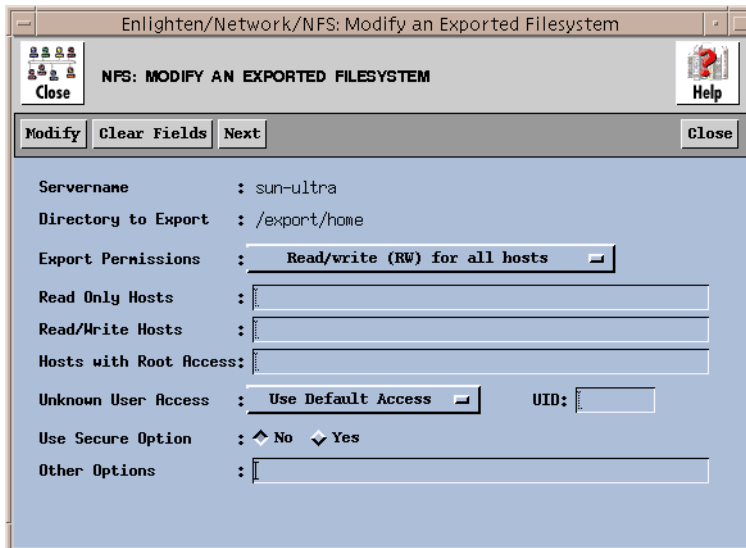 Enlighten/Network/NFS: Modify an Exported Filesystem
Close
NFS: MODIFY AN EXPORTED FILESYSTEM
Help
Modify Clear Fields Next Close
Servername : sun-ultra
Directory to Export : /export/home
Export Permissions : Read/write (RW) for all hosts
Read Only Hosts :
Read/Write Hosts :
Hosts with Root Access:
Unknown User Access : Use Default Access UID:
Use Secure Option : No Yes
Other Options :